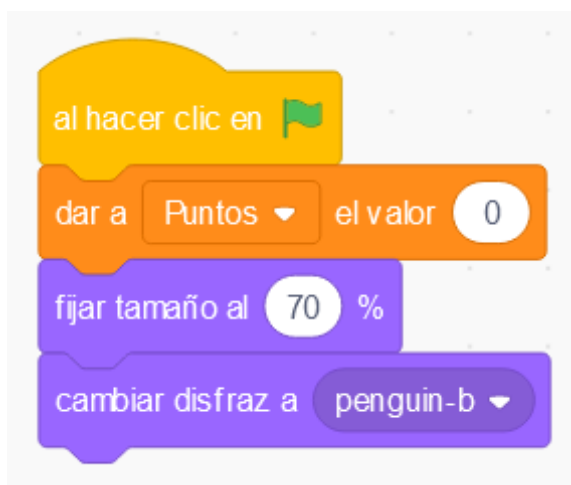 al hacer clic en
dar a Puntos el valor 0
fijar tamaño al 70 %
cambiar disfraz a penguin-b